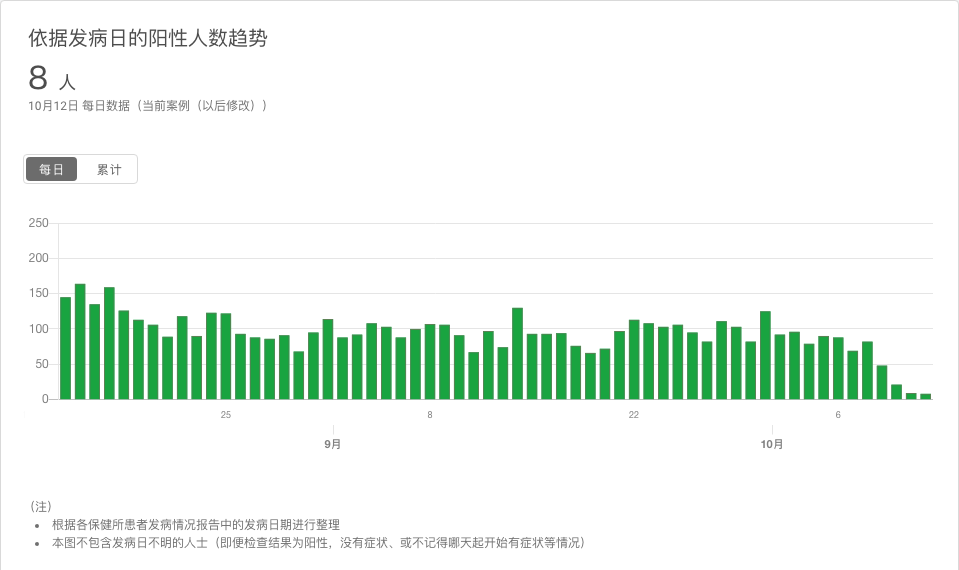 依据发病日的阳性人数趋势
8 人
10月12日 每日数据（当前案例（以后修改））
每日 累计
250
200
150
100
50
0
25 8 22 6
9月 10月
（注）
• 根据各保健所患者发病情况报告中的发病日期进行整理
• 本图不包含发病日不明的人士（即便检查结果为阳性，没有症状、或不记得哪天起开始有症状等情况）